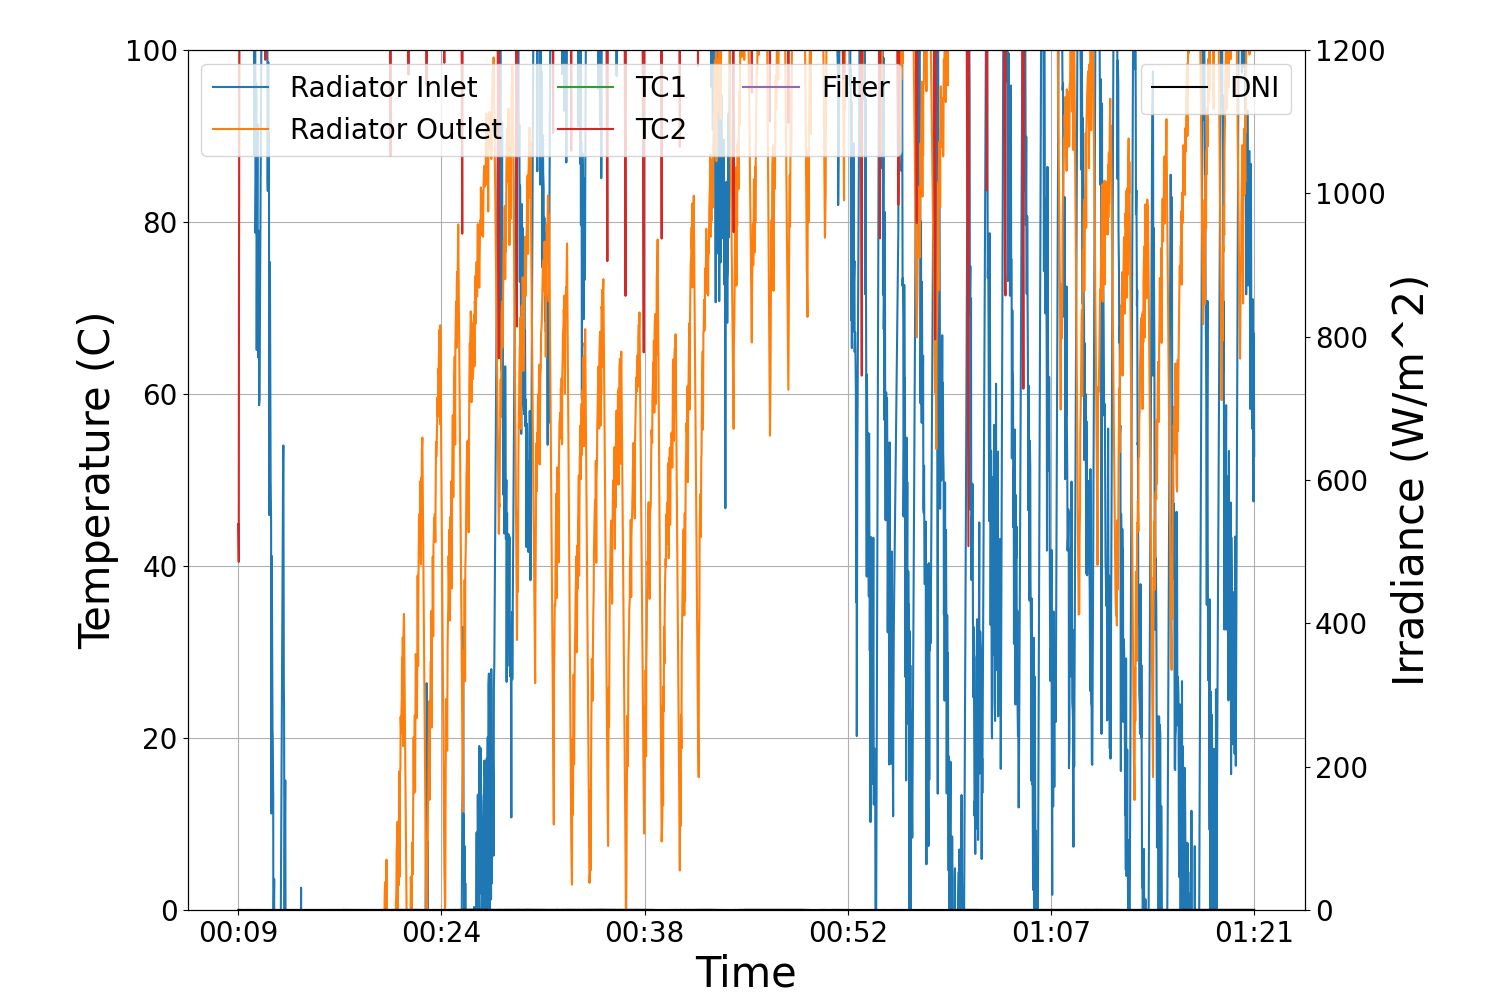 Radiator Inlet
Radiator Outlet
TC1
TC2
Filter
DNI
Temperature (C)
100
80
60
40
20
0
1200
1000
800
600
400
200
0
Irradiance (W/m^2)
00:09 00:24 00:38 00:52 01:07 01:21
Time